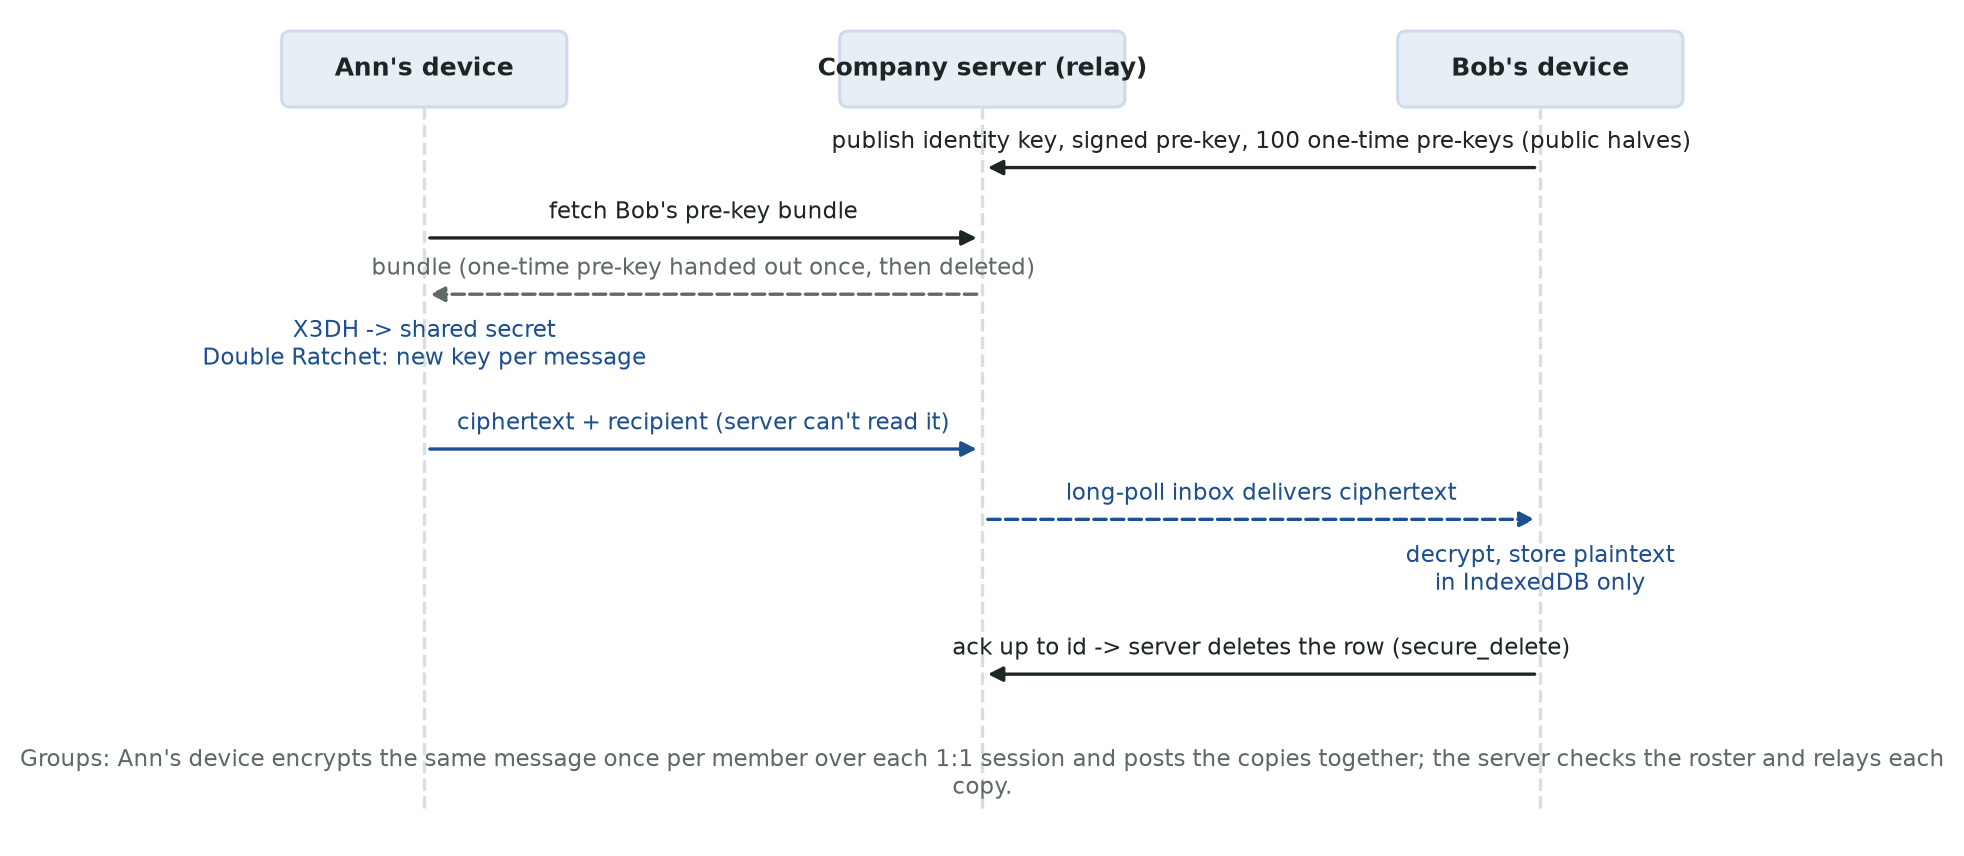 Ann's device
Company server (relay)
Bob's device
publish identity key, signed pre-key, 100 one-time pre-keys (public halves)
fetch Bob's pre-key bundle
bundle (one-time pre-key handed out once, then deleted)
X3DH -> shared secret
Double Ratchet: new key per message
ciphertext + recipient (server can't read it)
long-poll inbox delivers ciphertext
decrypt, store plaintext
in IndexedDB only
ack up to id -> server deletes the row (secure_delete)
Groups: Ann's device encrypts the same message once per member over each 1:1 session and posts the copies together; the server checks the roster and relays each
copy.